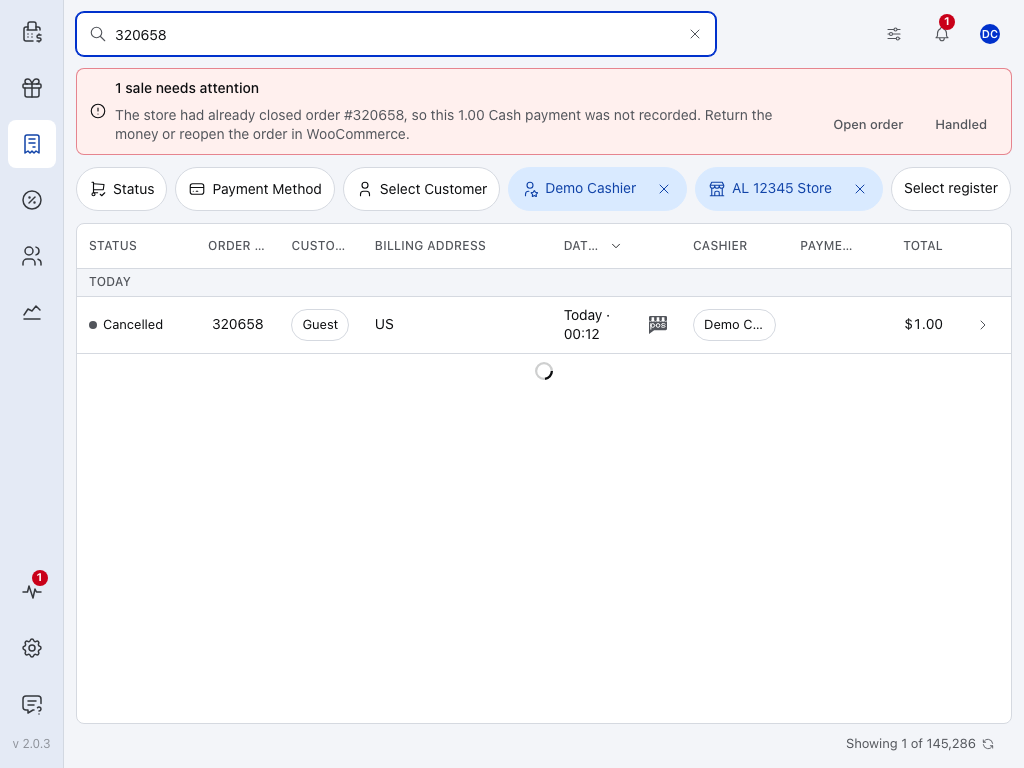 320658
1
DC
1 sale needs attention
The store had already closed order #320658, so this 1.00 Cash payment was not recorded. Return the
money or reopen the order in WooCommerce.
Open order
Handled
Status
Payment Method
Select Customer
Demo Cashier
AL 12345 Store
Select register
STATUS
ORDER ...
CUSTO...
BILLING ADDRESS
DAT...
CASHIER
PAYME...
TOTAL
TODAY
Cancelled
320658
Guest
US
Today ·
00:12
POS
Demo C...
$1.00
1
v 2.0.3
Showing 1 of 145,286